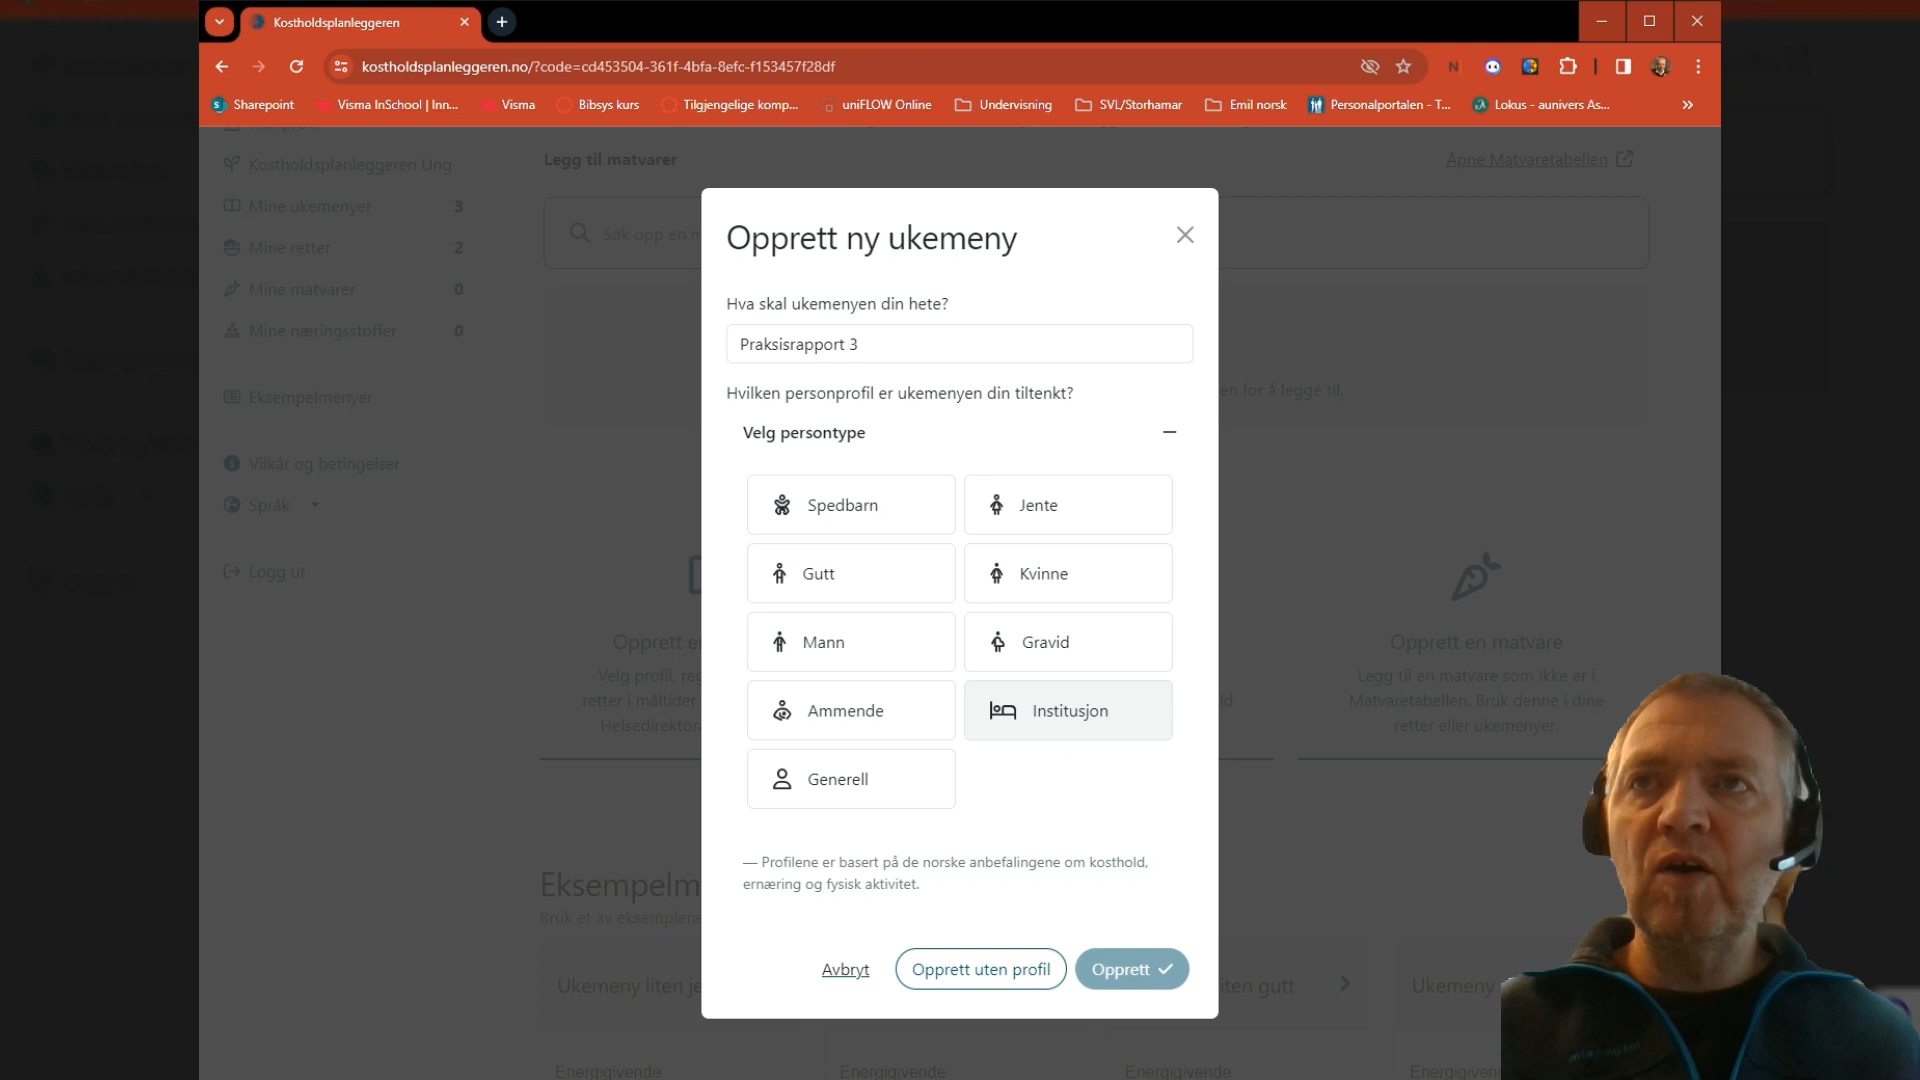 Kostholdsplanleggeren
kostholdsplanleggeren.no/?code=cd453504-361f-4bfa-8efc-f153457f28df
Sharepoint
Visma InSchool | Inn...
Visma
Bibsys kurs
Tilgjengelige komp...
uniFLOW Online
Undervisning
SVL/Storhamar
Emil norsk
Personalportalen - T...
Lokus - aunivers As...
Kostholdsplanleggeren Ung
Mine ukemenyer 3
Mine retter 2
Mine matvarer 0
Mine næringsstoffer 0
Eksempelmenyer
Vilkår og betingelser
Språk
Logg ut
Legg til matvarer
Åpne Matvaretabellen
Søk opp en m
en for å legge til.
Opprett ny ukemeny
Hva skal ukemenyen din hete?
Praksisrapport 3
Hvilken personprofil er ukemenyen din tiltenkt?
Velg persontype
Spedbarn
Jente
Gutt
Kvinne
Mann
Gravid
Ammende
Institusjon
Generell
— Profilene er basert på de norske anbefalingene om kosthold,
ernæring og fysisk aktivitet.
Avbryt
Opprett uten profil
Opprett
Opprett e
Velg profil, reg
retter i måltider
Helsedirektora
Opprett en matvare
Legg til en matvare som ikke er i
Matvaretabellen. Bruk denne i dine
retter eller ukemenyer.
Eksempelm
Bruk et av eksemplene
Ukemeny liten je
iten gutt
Ukemeny
Energigivende
Energigivende
Energigivende
Energigivende